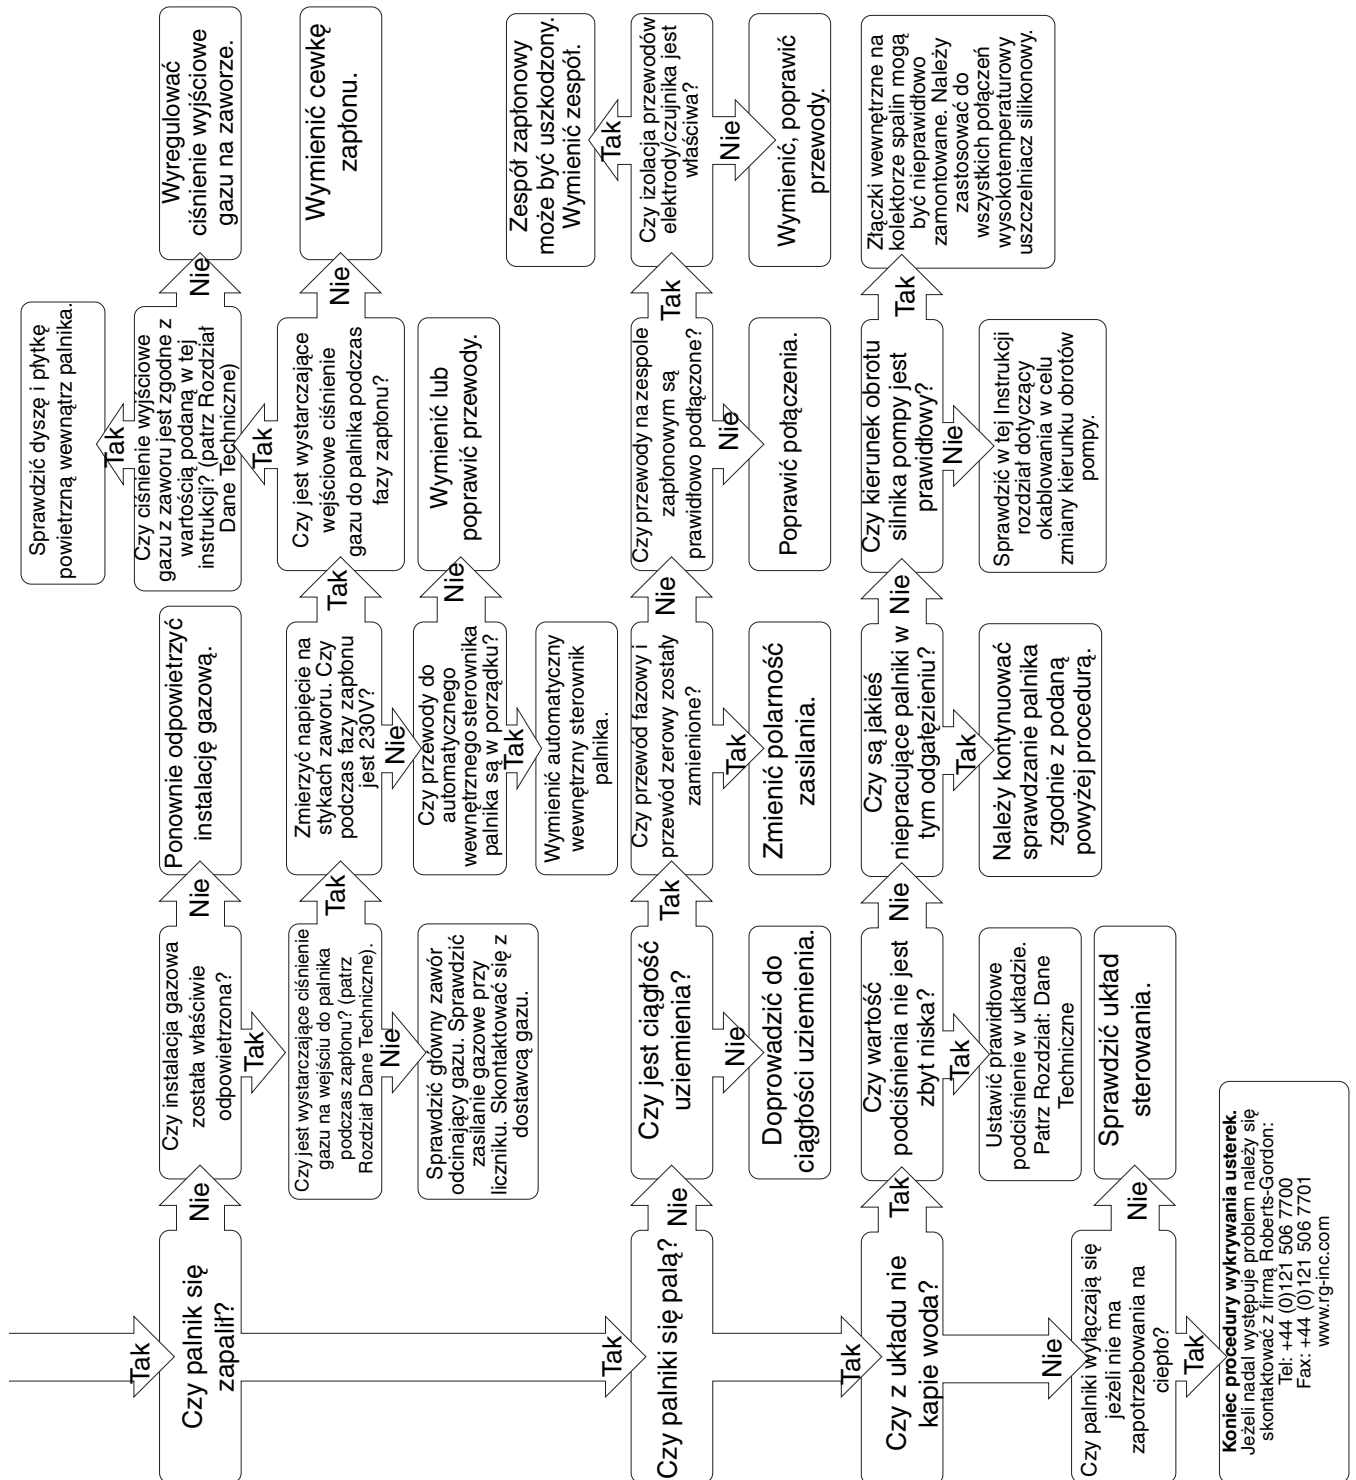 Tak
Czy palnik się
zapalił?
Nie
Czy instalacja gazowa
została właściwie
odpowietrzona?
Nie
Ponownie odpowietrzyć
instalację gazową.
Tak
Czy jest wystarczające ciśnienie
gazu na wejściu do palnika
podczas zapłonu? (patrz
Rozdział Dane Techniczne).
Nie
Sprawdzić główny zawór
odcinający gazu. Sprawdzić
zasilanie gazowe przy
liczniku. Skontaktować się z
dostawcą gazu.
Tak
Zmierzyć napięcie na
stykach zaworu. Czy
podczas fazy zapłonu
jest 230V?
Nie
Czy przewody do
automatycznego
wewnętrznego sterownika
palnika są w porządku?
Nie
Wymienić lub
poprawić przewody.
Tak
Wymienić automatyczny
wewnętrzny sterownik
palnika.
Tak
Czy jest wystarczające
wejściowe ciśnienie
gazu do palnika podczas
fazy zapłonu?
Nie
Wymienić cewkę
zapłonu.
Tak
Czy ciśnienie wyjściowe
gazu z zaworu jest zgodne z
wartością podaną w tej
instrukcji? (patrz Rozdział
Dane Techniczne)
Nie
Wyregulować
ciśnienie wyjściowe
gazu na zaworze.
Tak
Sprawdzić dyszę i płytkę
powietrzną wewnątrz palnika.
Tak
Czy palniki się palą?
Nie
Czy jest ciągłość
uziemienia?
Nie
Doprowadzić do
ciągłości uziemienia.
Tak
Czy przewód fazowy i
przewód zerowy zostały
zamienione?
Tak
Zmienić polarność
zasilania.
Nie
Czy przewody na zespole
zapłonowym są
prawidłowo podłączone?
Nie
Poprawić połączenia.
Tak
Czy izolacja przewodów
elektrody/czujnika jest
właściwa?
Tak
Zespół zapłonowy
może być uszkodzony.
Wymienić zespół.
Nie
Wymienić, poprawić
przewody.
Tak
Czy z układu nie
kapie woda?
Tak
Czy wartość
podciśnienia nie jest
zbyt niska?
Tak
Ustawić prawidłowe
podciśnienie w układzie.
Patrz Rozdział: Dane
Techniczne
Nie
Czy są jakieś
niepracujące palniki w
tym odgałęzieniu?
Tak
Należy kontynuować
sprawdzanie palnika
zgodnie z podaną
powyżej procedurą.
Nie
Czy kierunek obrotu
silnika pompy jest
prawidłowy?
Nie
Sprawdzić w tej Instrukcji
rozdział dotyczący
okablowania w celu
zmiany kierunku obrotów
pompy.
Tak
Złączki wewnętrzne na
kolektorze spalin mogą
być nieprawidłowo
zamontowane. Należy
zastosować do
wszystkich połączeń
wysokotemperaturowy
uszczelniacz silikonowy.
Nie
Czy palniki wyłączają się
jeżeli nie ma
zapotrzebowania na
ciepło?
Nie
Sprawdzić układ
sterowania.
Tak
Koniec procedury wykrywania usterek.
Jeżeli nadal występuje problem należy się
skontaktować z firmą Roberts-Gordon:
Tel: +44 (0)121 506 7700
Fax: +44 (0)121 506 7701
www.rg-inc.com